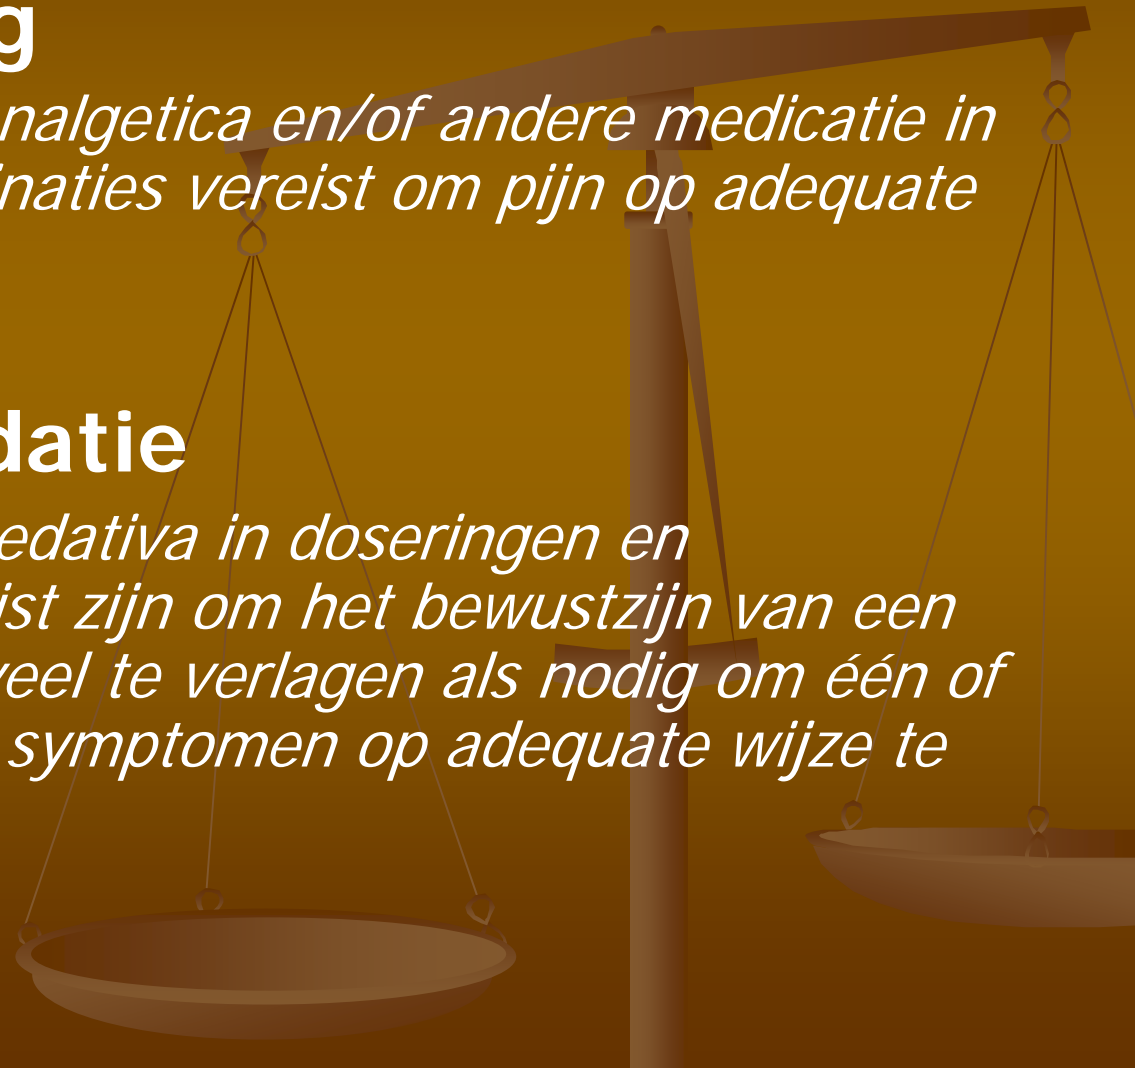 g
nalgetica en/of andere medicatie in
inaties vereist om pijn op adequate
datie
edativa in doseringen en
ist zijn om het bewustzijn van een
veel te verlagen als nodig om één of
symptomen op adequate wijze te